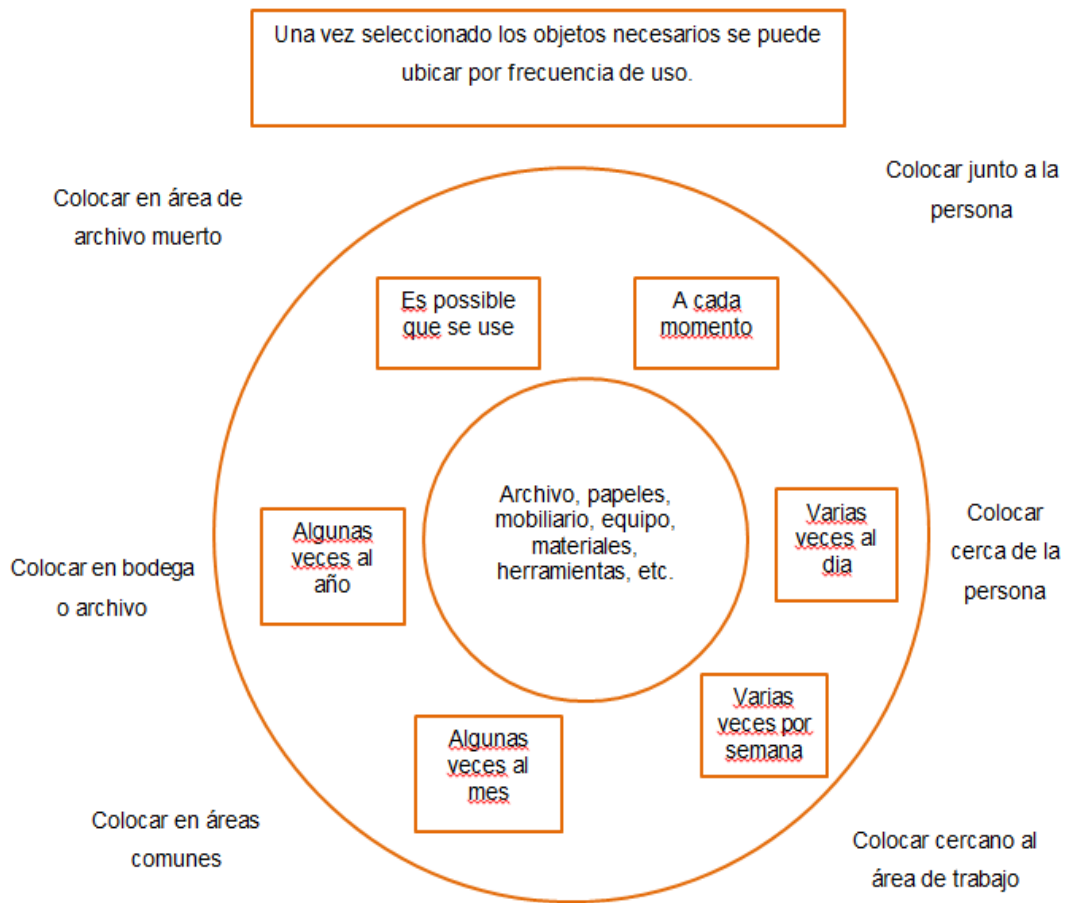 Una vez seleccionado los objetos necesarios se puede
ubicar por frecuencia de uso.
Colocar junto a la
persona
Colocar en área de
archivo muerto
Es possible
que se use
A cada
momento
Archivo, papeles,
mobiliario, equipo,
materiales,
herramientas, etc.
Varias
veces al
dia
Colocar
cerca de la
persona
Algunas
veces al
año
Colocar en bodega
o archivo
Varias
veces por
semana
Algunas
veces al
mes
Colocar en áreas
comunes
Colocar cercano al
área de trabajo